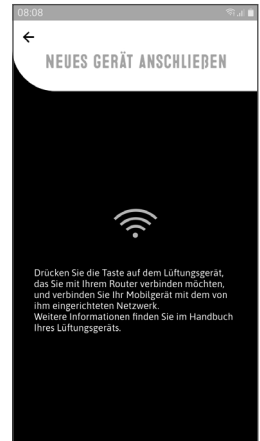 08:08
NEUES GERÄT ANSCHLIEẞEN
Drücken Sie die Taste auf dem Lüftungsgerät,
das Sie mit Ihrem Router verbinden möchten,
und verbinden Sie Ihr Mobilgerät mit dem von
ihm eingerichteten Netzwerk.
Weitere Informationen finden Sie im Handbuch
Ihres Lüftungsgeräts.